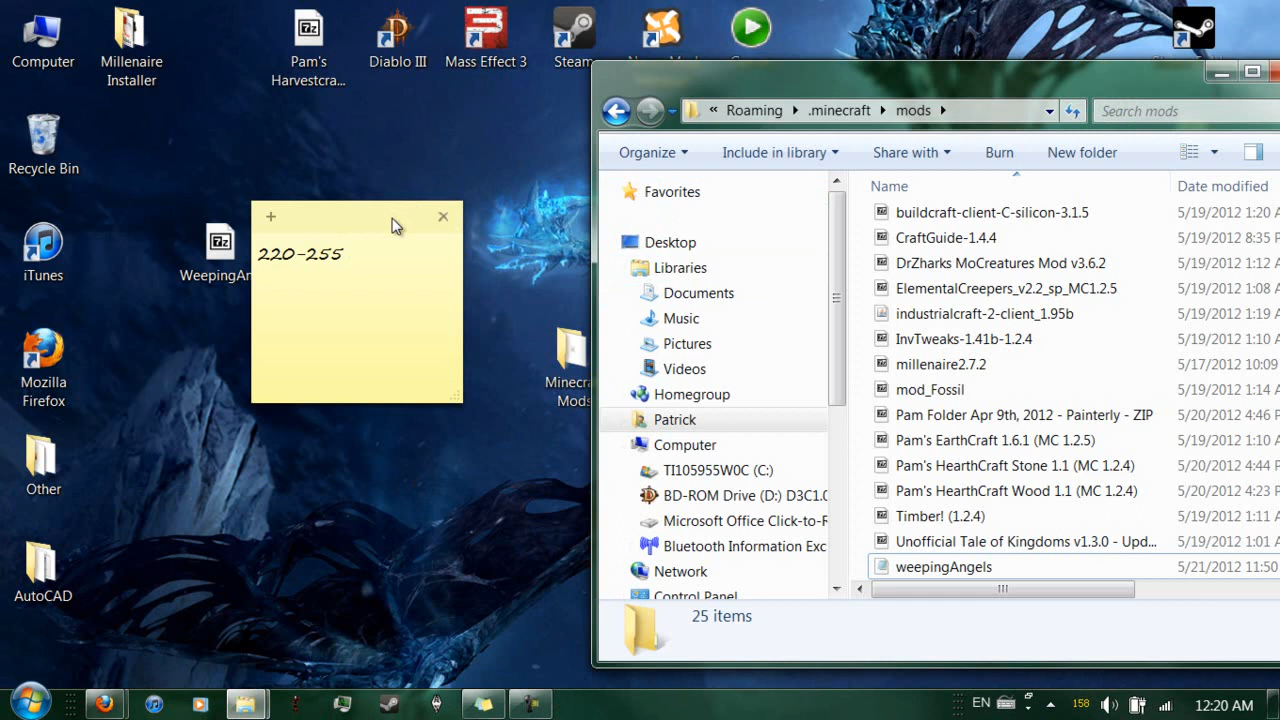 Computer
Millenaire
Installer
Pam's
Harvestcra...
Diablo III
Mass Effect 3
Steam
Recycle Bin
iTunes
WeepingAn
Mozilla
Firefox
Other
AutoCAD
Minecr
Mods
220-255
« Roaming .minecraft mods
Search mods
Organize
Include in library
Share with
Burn
New folder
Favorites
Desktop
Libraries
Documents
Music
Pictures
Videos
Homegroup
Patrick
Computer
TI105955W0C (C:)
BD-ROM Drive (D:) D3C1.0
Microsoft Office Click-to-R
Bluetooth Information Exc
Network
Control Panel
Name Date modified
buildcraft-client-C-silicon-3.1.5 5/19/2012 1:20
CraftGuide-1.4.4 5/19/2012 8:35
DrZharks MoCreatures Mod v3.6.2 5/19/2012 1:12
ElementalCreepers_v2.2_sp_MC1.2.5 5/19/2012 1:08
industrialcraft-2-client_1.95b 5/19/2012 1:19
InvTweaks-1.41b-1.2.4 5/19/2012 1:10
millenaire2.7.2 5/17/2012 10:09
mod_Fossil 5/19/2012 1:14
Pam Folder Apr 9th, 2012 - Painterly - ZIP 5/20/2012 4:46
Pam's EarthCraft 1.6.1 (MC 1.2.5) 5/19/2012 1:10
Pam's HearthCraft Stone 1.1 (MC 1.2.4) 5/20/2012 4:44
Pam's HearthCraft Wood 1.1 (MC 1.2.4) 5/20/2012 4:23
Timber! (1.2.4) 5/19/2012 1:11
Unofficial Tale of Kingdoms v1.3.0 - Upd... 5/19/2012 1:01
weepingAngels 5/21/2012 11:50
25 items
EN
158
12:20 AM